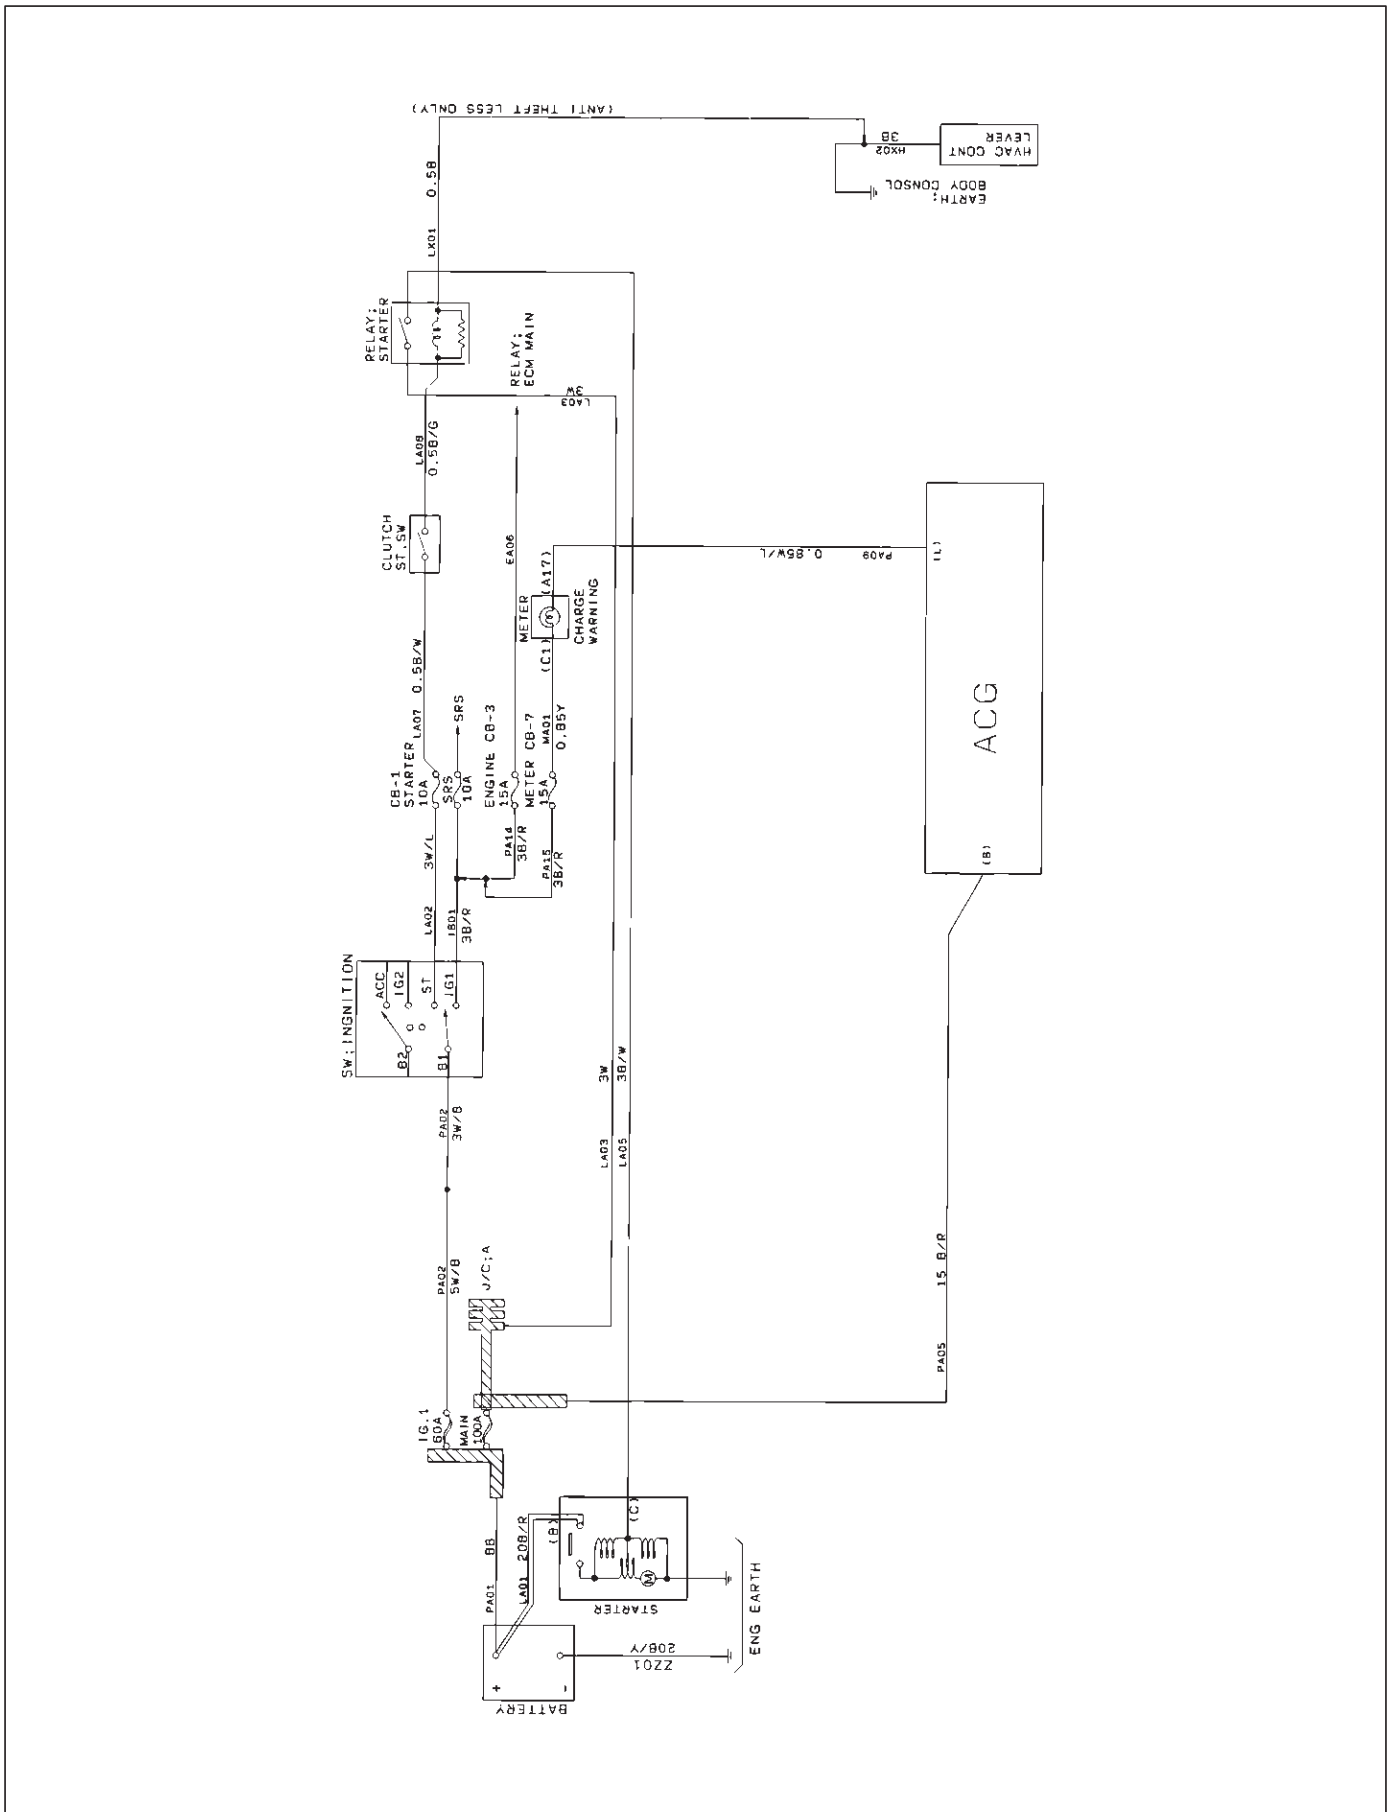 (ANTI THEFT LESS ONLY)
0.5B
LX01
3B
HX02
HVAC CONT
LEVER
EARTH;
BODY CONSOL
RELAY;
STARTER
RELAY;
ECM MAIN
3W
LA03
LA08
0.5B/G
CLUTCH
ST.SW
EA06
METER
(A17)
(C1)
CHARGE
WARNING
0.85W/L
PA09
(L)
ACG
(B)
LA07
0.5B/W
SRS
CB-1
STARTER
10A
SRS
10A
ENGINE CB-3
15A
METER CB-7
15A
MA01
0.85Y
3W/L
LA02
IB01
3B/R
PA14
3B/R
PA15
3B/R
SW;INGNITION
ACC
IG2
ST
IG1
B2
B1
PA02
3W/B
PA02
5W/B
J/C;A
LA03
3W
LA05
3B/W
PA05
15 B/R
IG.1
60A
MAIN
100A
PA01
8B
LA01
20B/R
(B)
(C)
M
STARTER
BATTERY
+
-
ZZ01
20B/Y
ENG EARTH